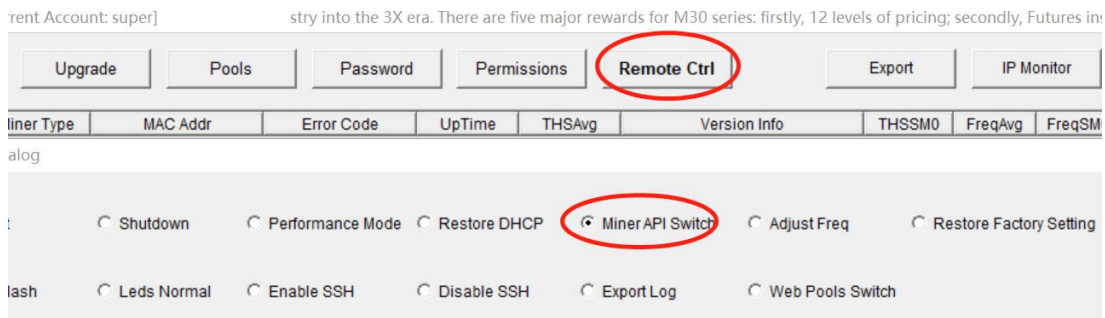 rrent Account: super] stry into the 3X era. There are five major rewards for M30 series: firstly, 12 levels of pricing; secondly, Futures ins
Upgrade Pools Password Permissions Remote Ctrl Export IP Monitor
liner Type MAC Addr Error Code UpTime THSAvg Version Info THSSM0 FreqAvg FreqSM
alog
Shutdown Performance Mode Restore DHCP Miner API Switch Adjust Freq Restore Factory Setting
lash Leds Normal Enable SSH Disable SSH Export Log Web Pools Switch